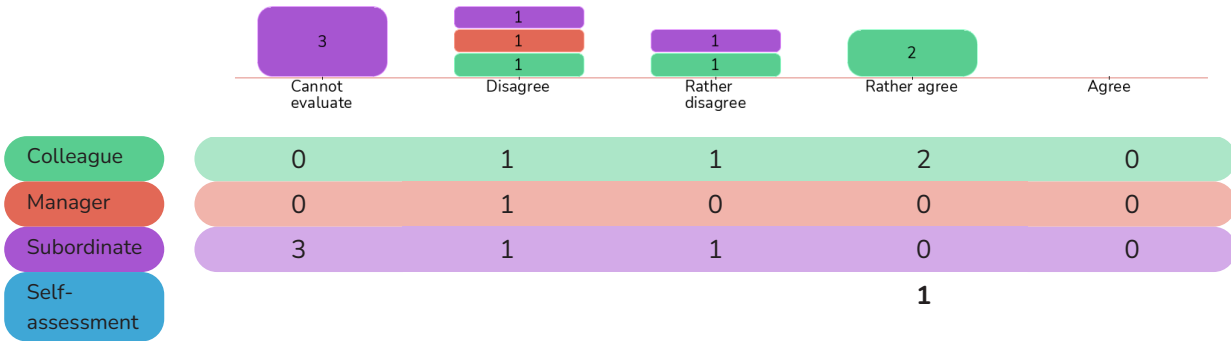 3
1
1
1
1
1
2
Cannot
evaluate
Disagree
Rather
disagree
Rather agree
Agree
Colleague 0 1 1 2 0
Manager 0 1 0 0 0
Subordinate 3 1 1 0 0
Self-
assessment
1